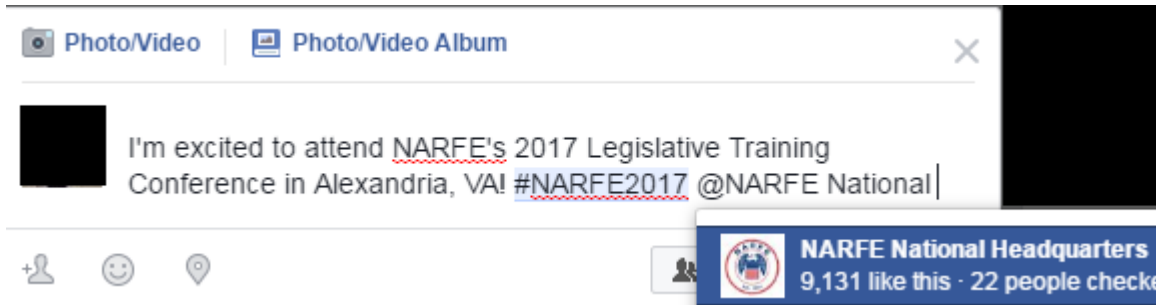 Photo/Video Photo/Video Album
I'm excited to attend NARFE's 2017 Legislative Training
Conference in Alexandria, VA! #NARFE2017 @NARFE National
NARFE National Headquarters
9,131 like this · 22 people checke